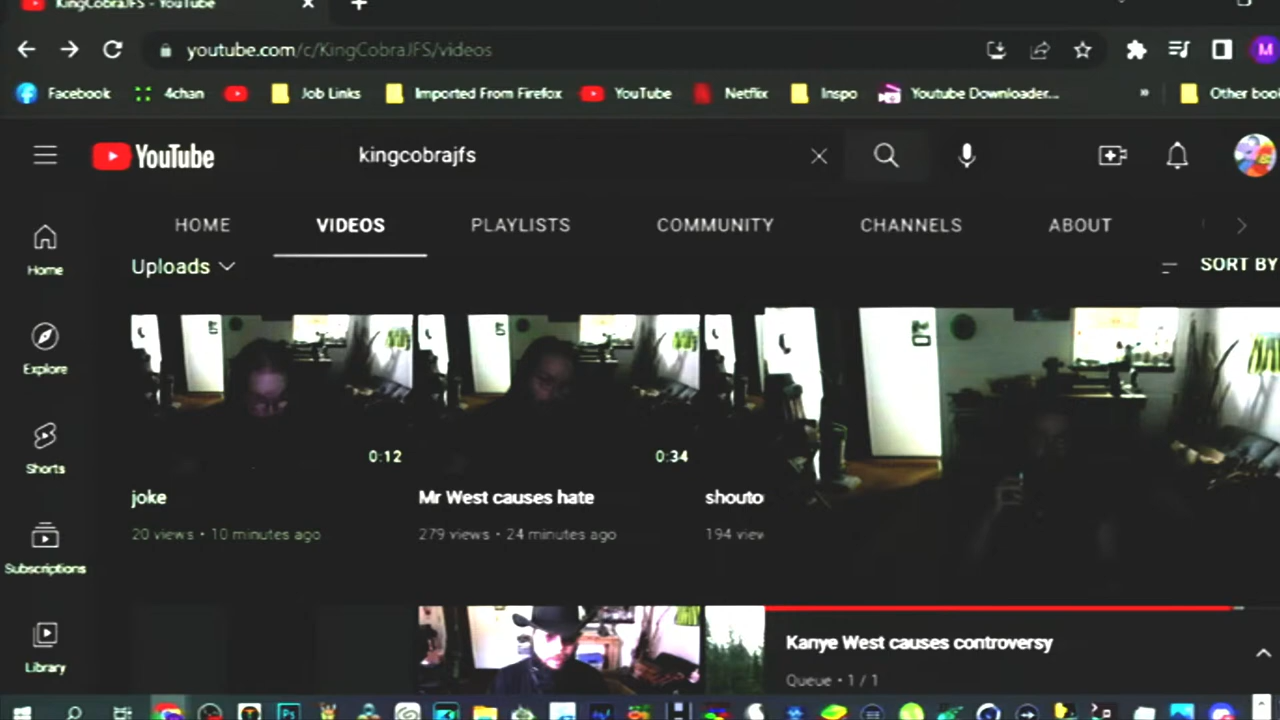 KingCobraJFS - YouTube
youtube.com/c/KingCobraJFS/videos
M
Facebook
4chan
Job Links
Imported From Firefox
YouTube
Netflix
Inspo
Youtube Downloader...
»
Other boo
YouTube
kingcobrajfs
HOME
VIDEOS
PLAYLISTS
COMMUNITY
CHANNELS
ABOUT
Uploads
SORT BY
Home
Explore
Shorts
Subscriptions
Library
0:12
0:34
joke
Mr West causes hate
shouto
20 views • 10 minutes ago
279 views • 24 minutes ago
194 view
Kanye West causes controversy
Queue • 1 / 1
Ps